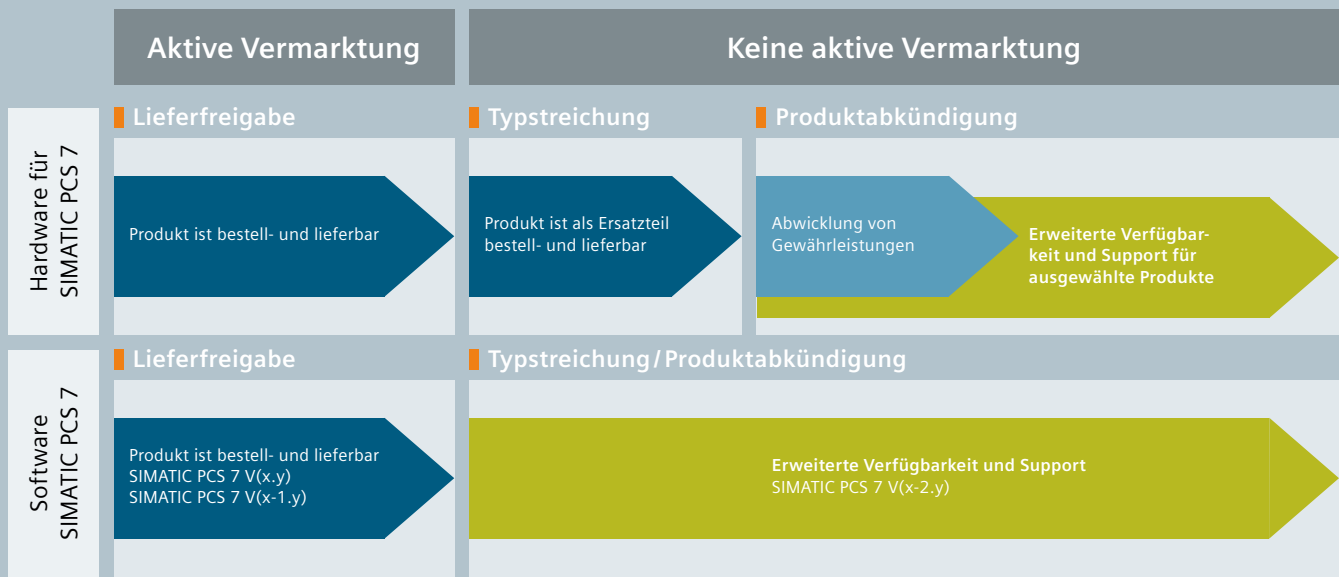 Aktive Vermarktung
Keine aktive Vermarktung
Hardware für
SIMATIC PCS 7
Lieferfreigabe
Typstreichung
Produktabkündigung
Produkt ist bestell- und lieferbar
Produkt ist als Ersatzteil
bestell- und lieferbar
Abwicklung von
Gewährleistungen
Erweiterte Verfügbar-
keit und Support für
ausgewählte Produkte
Software
SIMATIC PCS 7
Lieferfreigabe
Typstreichung/Produktabkündigung
Produkt ist bestell- und lieferbar
SIMATIC PCS 7 V(x.y)
SIMATIC PCS 7 V(x-1.y)
Erweiterte Verfügbarkeit und Support
SIMATIC PCS 7 V(x-2.y)